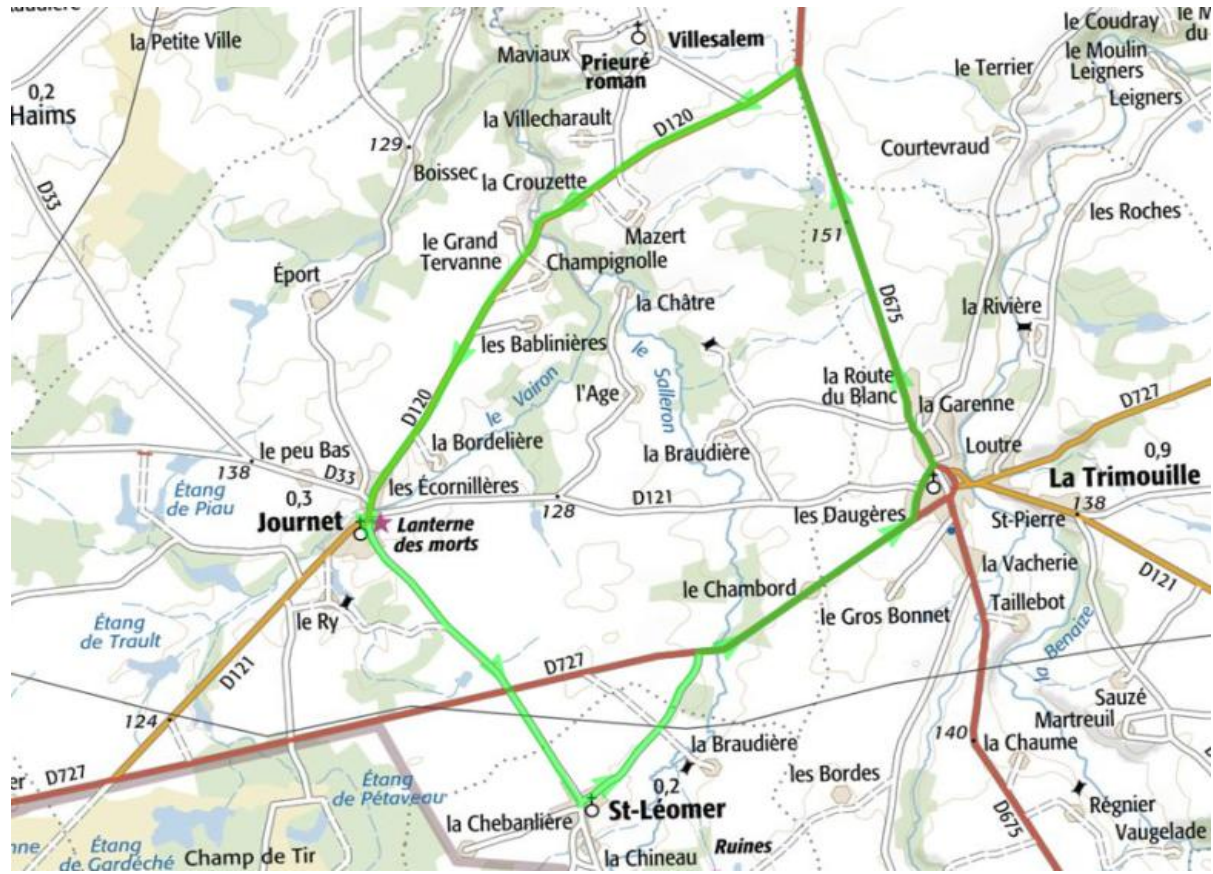 la Petite Ville
Maviaux
Prieuré
roman
Villesalem
le Coudray
le Moulin
Leigners
Leigners
le Terrier
0,2
Haims
la Villecharault
D120
Courtevraud
129
Boissec
la Crouzette
D33
les Roches
151
le Grand
Tervanne
Mazert
Champignolle
Éport
la Châtre
D675
la Rivière
les Bablinières
le
Salleron
le Vairon
l'Age
la Route
du Blanc
la Garenne
D727
D120
la Bordelière
la Braudière
Loutre
0,9
La Trimouille
le peu Bas
138
D33
les Écornillères
D121
Étang
de Piau
0,3
Journet
Lanterne
des morts
128
les Daugères
St-Pierre
138
la Vacherie
D121
le Chambord
le Gros Bonnet
Taillebot
le Ry
Étang
de Trault
D121
la Benaize
D727
Sauzé
Martreuil
124
140
la Chaume
la Braudière
les Bordes
D727
er
Étang
de Pétaveau
0,2
St-Léomer
Régnier
D675
Vaugelade
la Chebanlière
nne
Étang
de Gardéché
Champ de Tir
la Chineau
Ruines